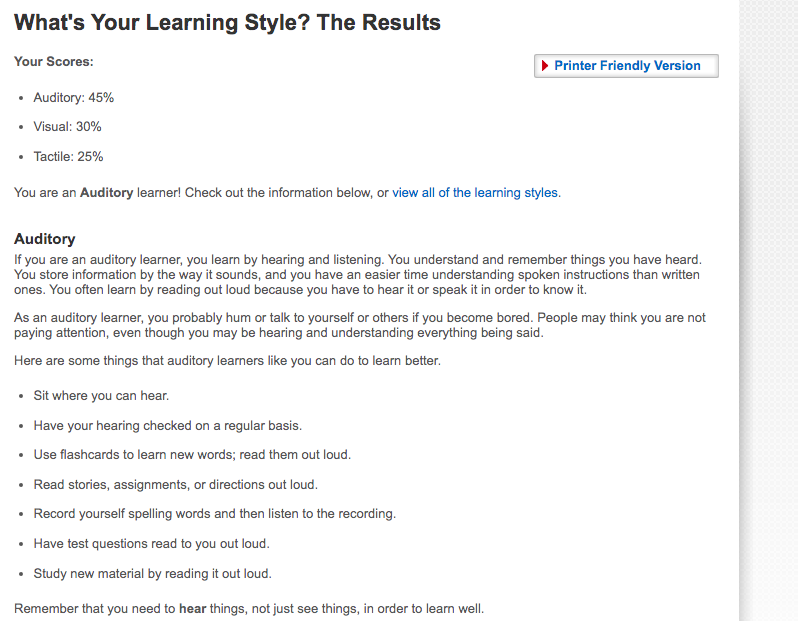 What's Your Learning Style? The Results
Your Scores:
Printer Friendly Version
• Auditory: 45%
• Visual: 30%
• Tactile: 25%
You are an Auditory learner! Check out the information below, or view all of the learning styles.
Auditory
If you are an auditory learner, you learn by hearing and listening. You understand and remember things you have heard.
You store information by the way it sounds, and you have an easier time understanding spoken instructions than written
ones. You often learn by reading out loud because you have to hear it or speak it in order to know it.
As an auditory learner, you probably hum or talk to yourself or others if you become bored. People may think you are not
paying attention, even though you may be hearing and understanding everything being said.
Here are some things that auditory learners like you can do to learn better.
• Sit where you can hear.
• Have your hearing checked on a regular basis.
• Use flashcards to learn new words; read them out loud.
• Read stories, assignments, or directions out loud.
• Record yourself spelling words and then listen to the recording.
• Have test questions read to you out loud.
• Study new material by reading it out loud.
Remember that you need to hear things, not just see things, in order to learn well.